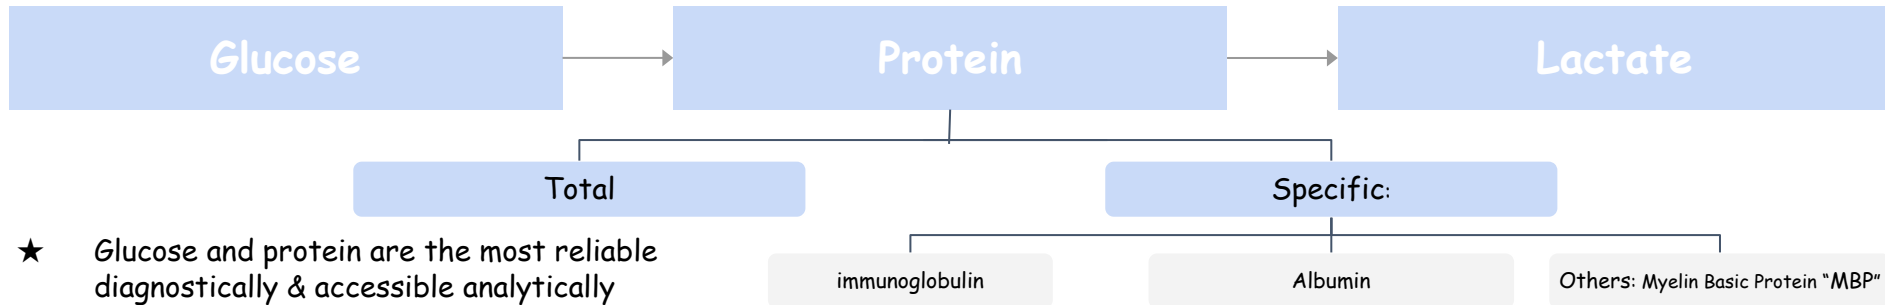 Glucose
Protein
Lactate
Total
Specific:
★ Glucose and protein are the most reliable
diagnostically & accessible analytically
immunoglobulin
Albumin
Others: Myelin Basic Protein “MBP”